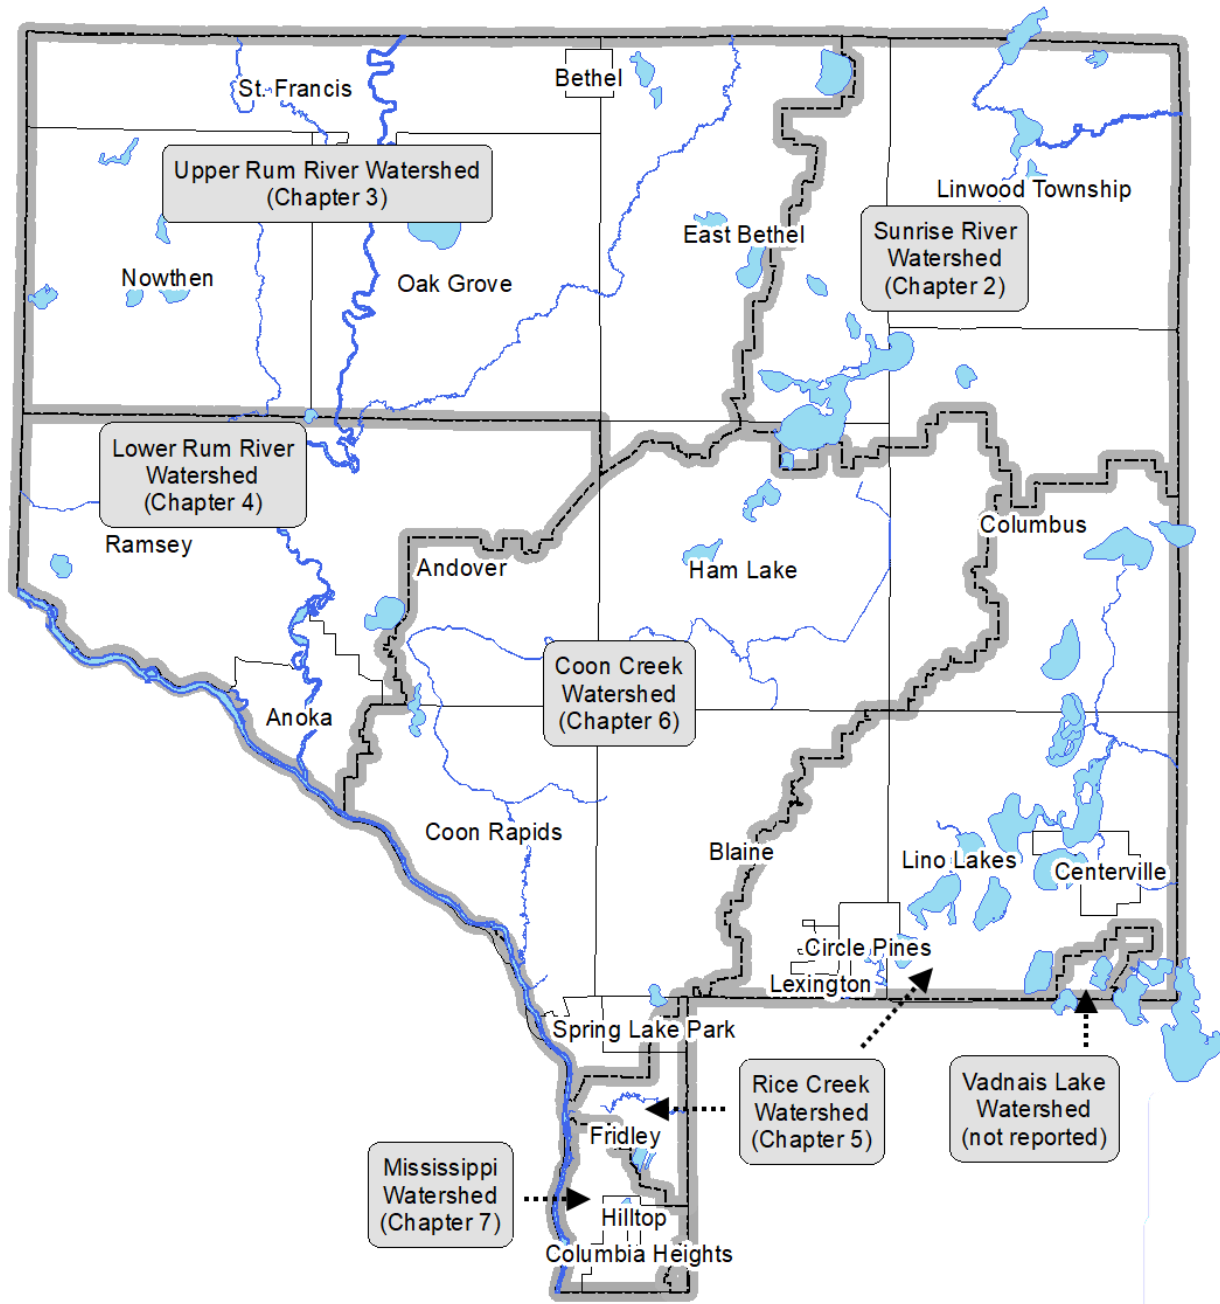 Bethel
St. Francis
Upper Rum River Watershed
(Chapter 3)
Linwood Township
East Bethel
Sunrise River
Watershed
(Chapter 2)
Nowthen
Oak Grove
Lower Rum River
Watershed
(Chapter 4)
Ramsey
Columbus
Andover
Ham Lake
Coon Creek
Watershed
(Chapter 6)
Anoka
Coon Rapids
Blaine
Lino Lakes
Centerville
Circle Pines
Lexington
Spring Lake Park
Rice Creek
Watershed
(Chapter 5)
Vadnais Lake
Watershed
(not reported)
Fridley
Mississippi
Watershed
(Chapter 7)
Hilltop
Columbia Heights